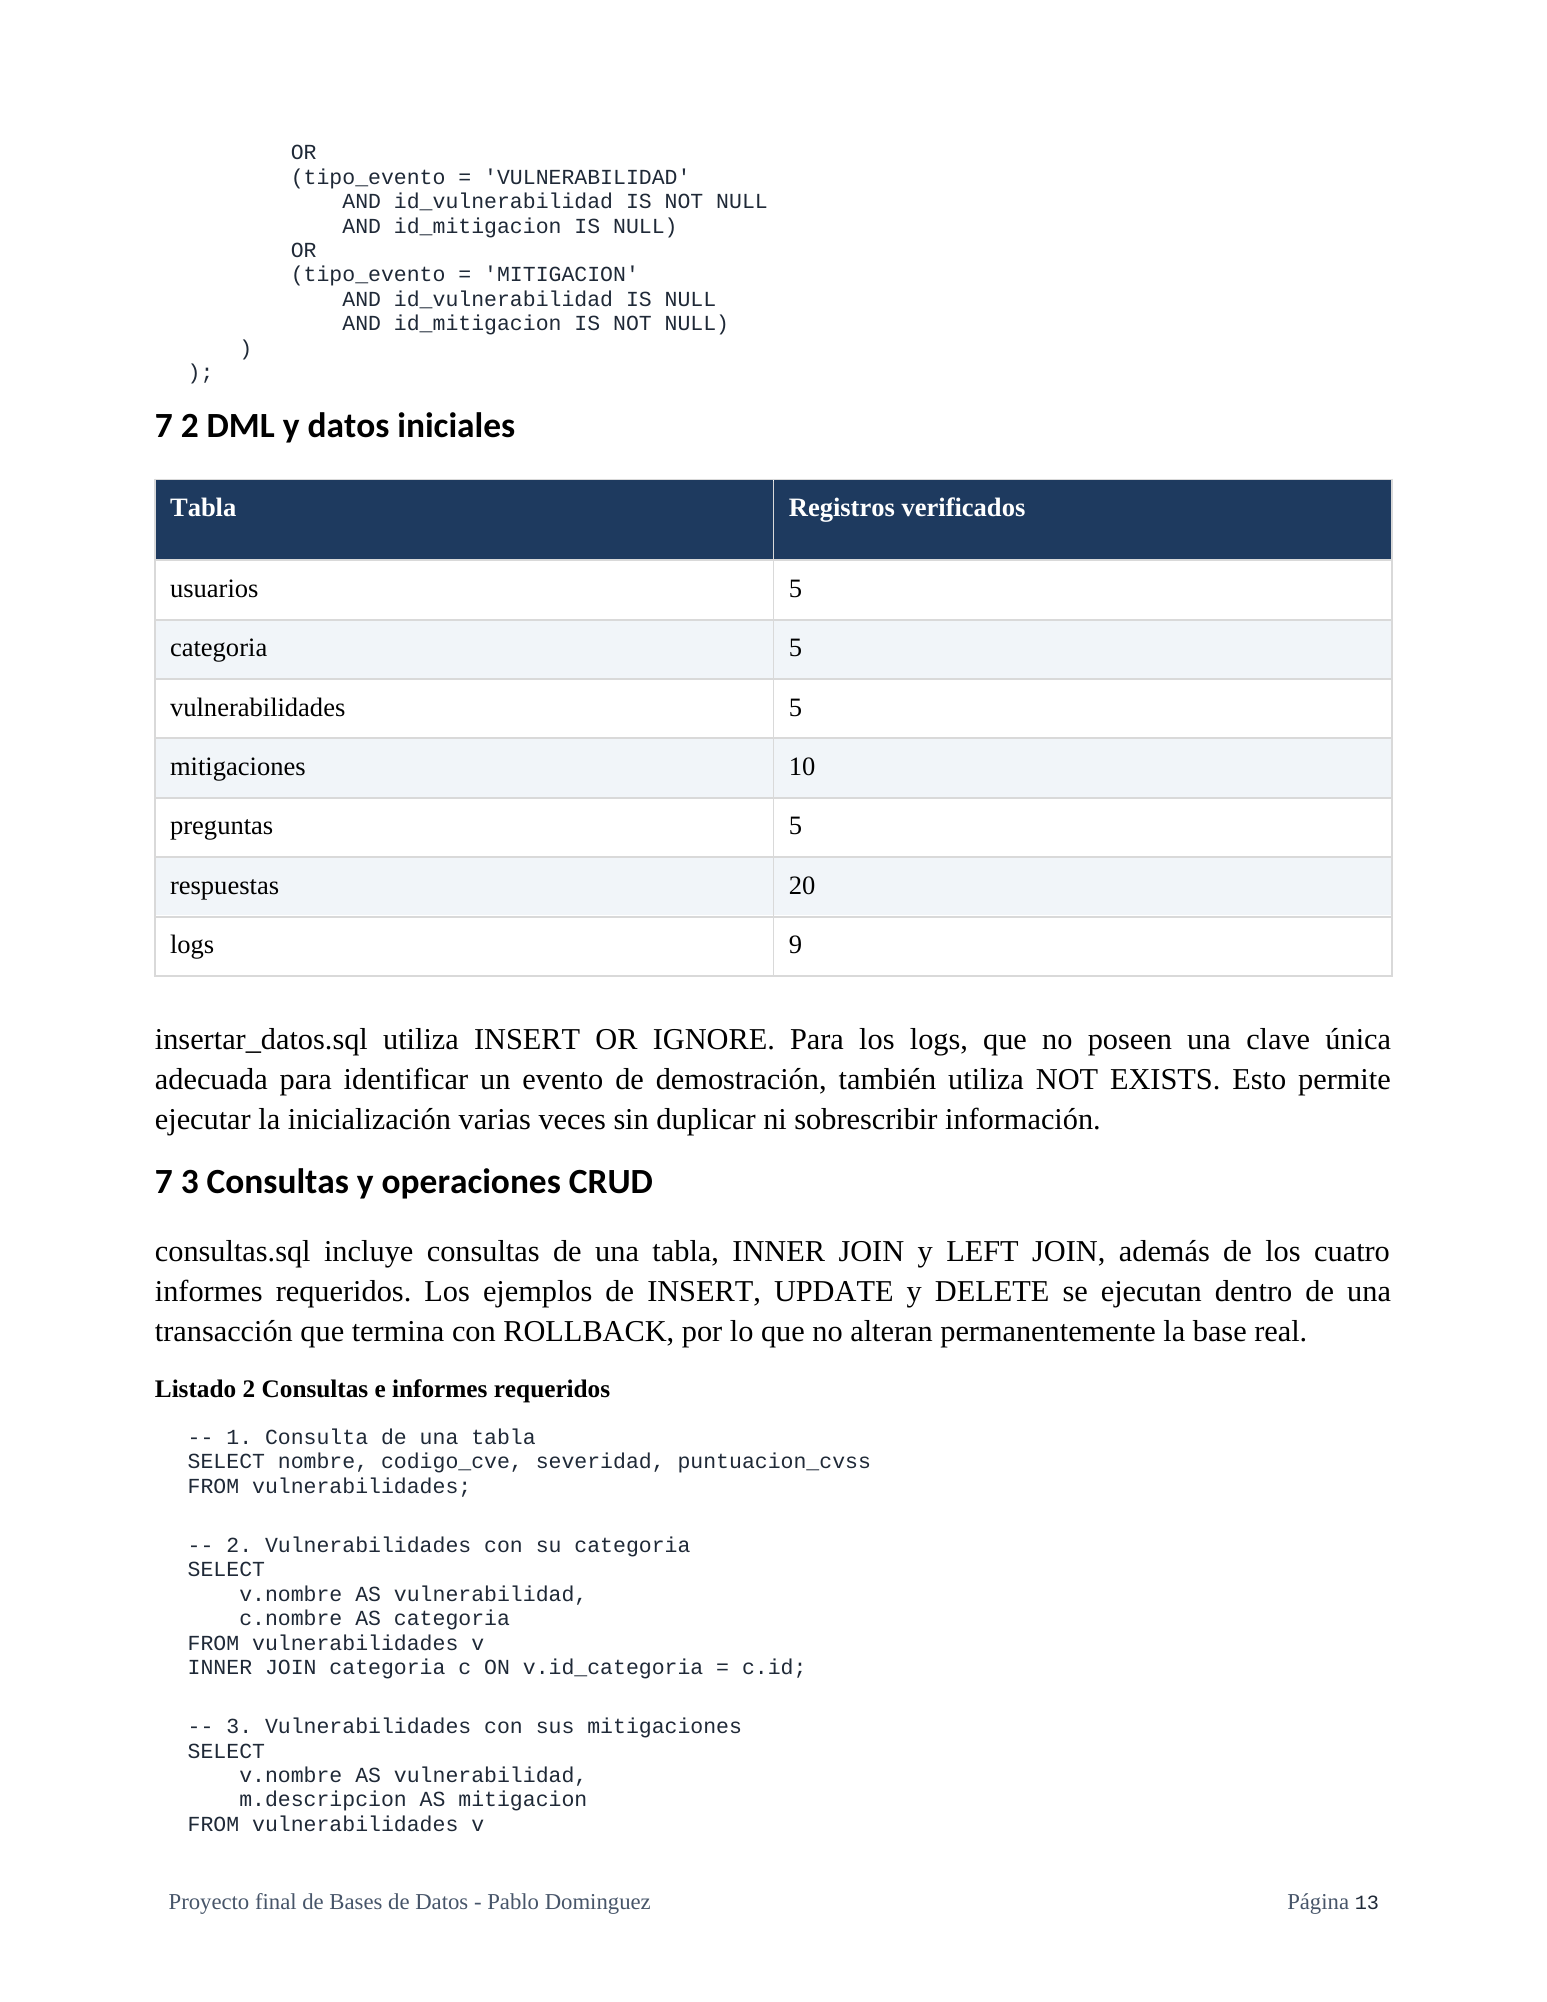 OR
(tipo_evento = 'VULNERABILIDAD'
AND id_vulnerabilidad IS NOT NULL
AND id_mitigacion IS NULL)
OR
(tipo_evento = 'MITIGACION'
AND id_vulnerabilidad IS NULL
AND id_mitigacion IS NOT NULL)
)
);
7 2 DML y datos iniciales
Tabla Registros verificados
usuarios 5
categoria 5
vulnerabilidades 5
mitigaciones 10
preguntas 5
respuestas 20
logs 9
insertar_datos.sql utiliza INSERT OR IGNORE. Para los logs, que no poseen una clave única
adecuada para identificar un evento de demostración, también utiliza NOT EXISTS. Esto permite
ejecutar la inicialización varias veces sin duplicar ni sobrescribir información.
7 3 Consultas y operaciones CRUD
consultas.sql incluye consultas de una tabla, INNER JOIN y LEFT JOIN, además de los cuatro
informes requeridos. Los ejemplos de INSERT, UPDATE y DELETE se ejecutan dentro de una
transacción que termina con ROLLBACK, por lo que no alteran permanentemente la base real.
Listado 2 Consultas e informes requeridos
-- 1. Consulta de una tabla
SELECT nombre, codigo_cve, severidad, puntuacion_cvss
FROM vulnerabilidades;
-- 2. Vulnerabilidades con su categoria
SELECT
v.nombre AS vulnerabilidad,
c.nombre AS categoria
FROM vulnerabilidades v
INNER JOIN categoria c ON v.id_categoria = c.id;
-- 3. Vulnerabilidades con sus mitigaciones
SELECT
v.nombre AS vulnerabilidad,
m.descripcion AS mitigacion
FROM vulnerabilidades v
Proyecto final de Bases de Datos - Pablo Dominguez Página 13